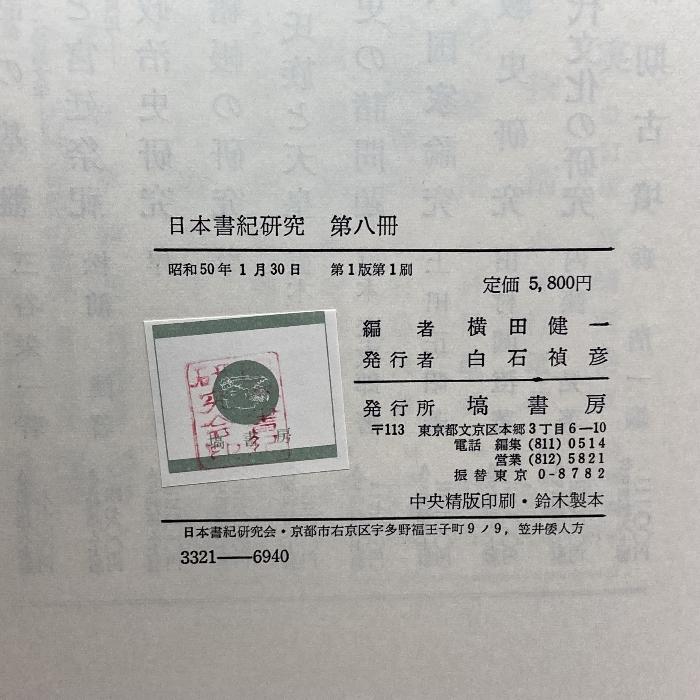 日本書紀研究　第八冊
昭和50年1月30日　第1版第1刷
定価 5,800円
編者　横田健一
発行者　白石禎彦
発行所　塙書房
〒113　東京都文京区本郷3丁目6―10
電話　編集 (811) 0514
営業 (812) 5821
振替東京 0-8782
中央精版印刷・鈴木製本
塙書房
日本書紀研究会・京都市右京区宇多野福王子町9ノ9，笠井倭人方
3321――6940